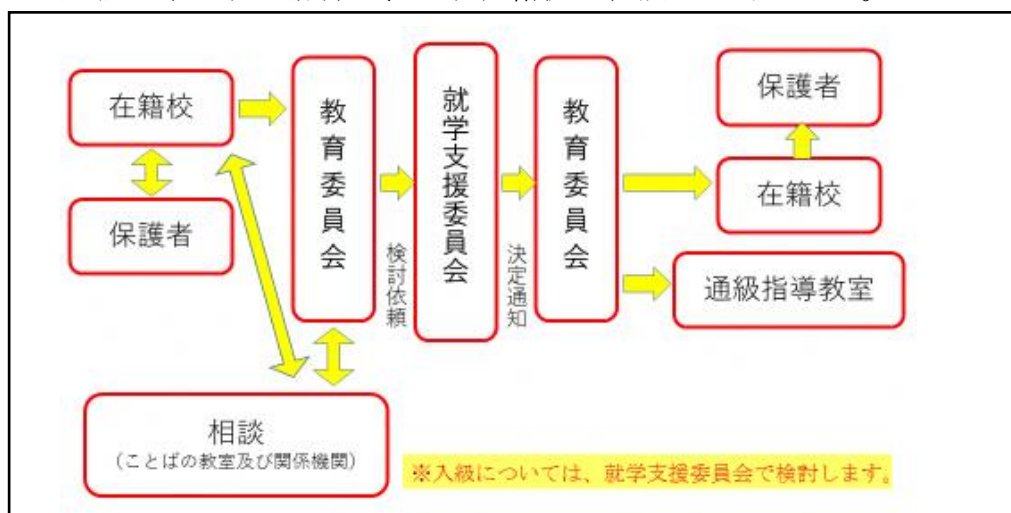 在籍校
保護者
教育委員会
検討依頼
就学支援委員会
決定通知
教育委員会
保護者
在籍校
通級指導教室
相談
(ことばの教室及び関係機関)
※入級については、就学支援委員会で検討します。